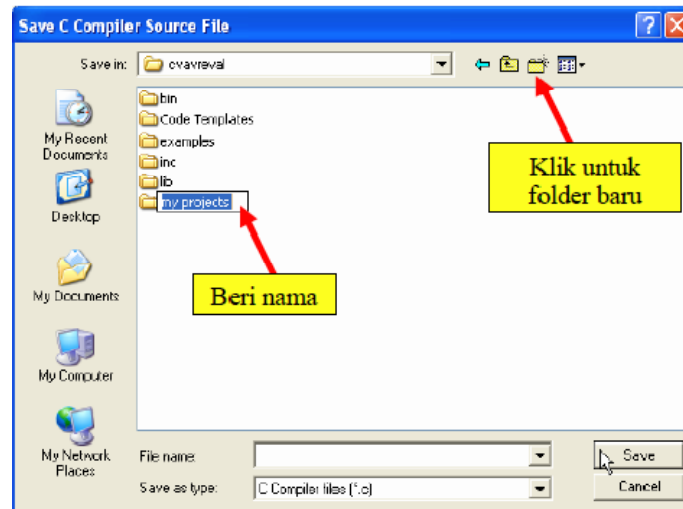 Save C Compiler Source File
Save in:
cvavreval
bin
Code Templates
examples
inc
lib
my projects
My Recent
Documents
Desktop
My Documents
My Computer
My Network
Places
Klik untuk
folder baru
Beri nama
File name:
Save
Save as type:
C Compiler files (*.c)
Cancel